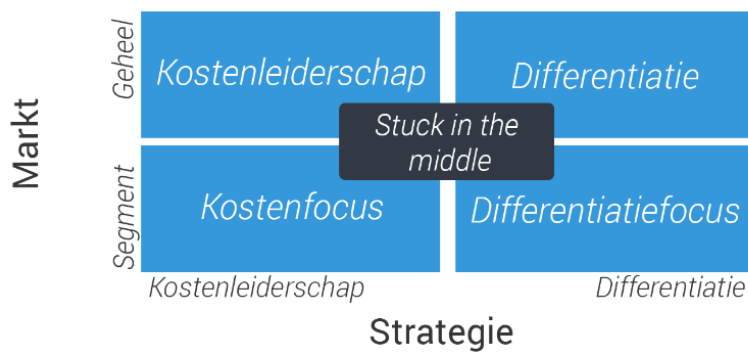 Markt
Geheel
Kostenleiderschap
Differentiatie
Stuck in the
middle
Segment
Kostenfocus
Differentiatiefocus
Kostenleiderschap
Differentiatie
Strategie